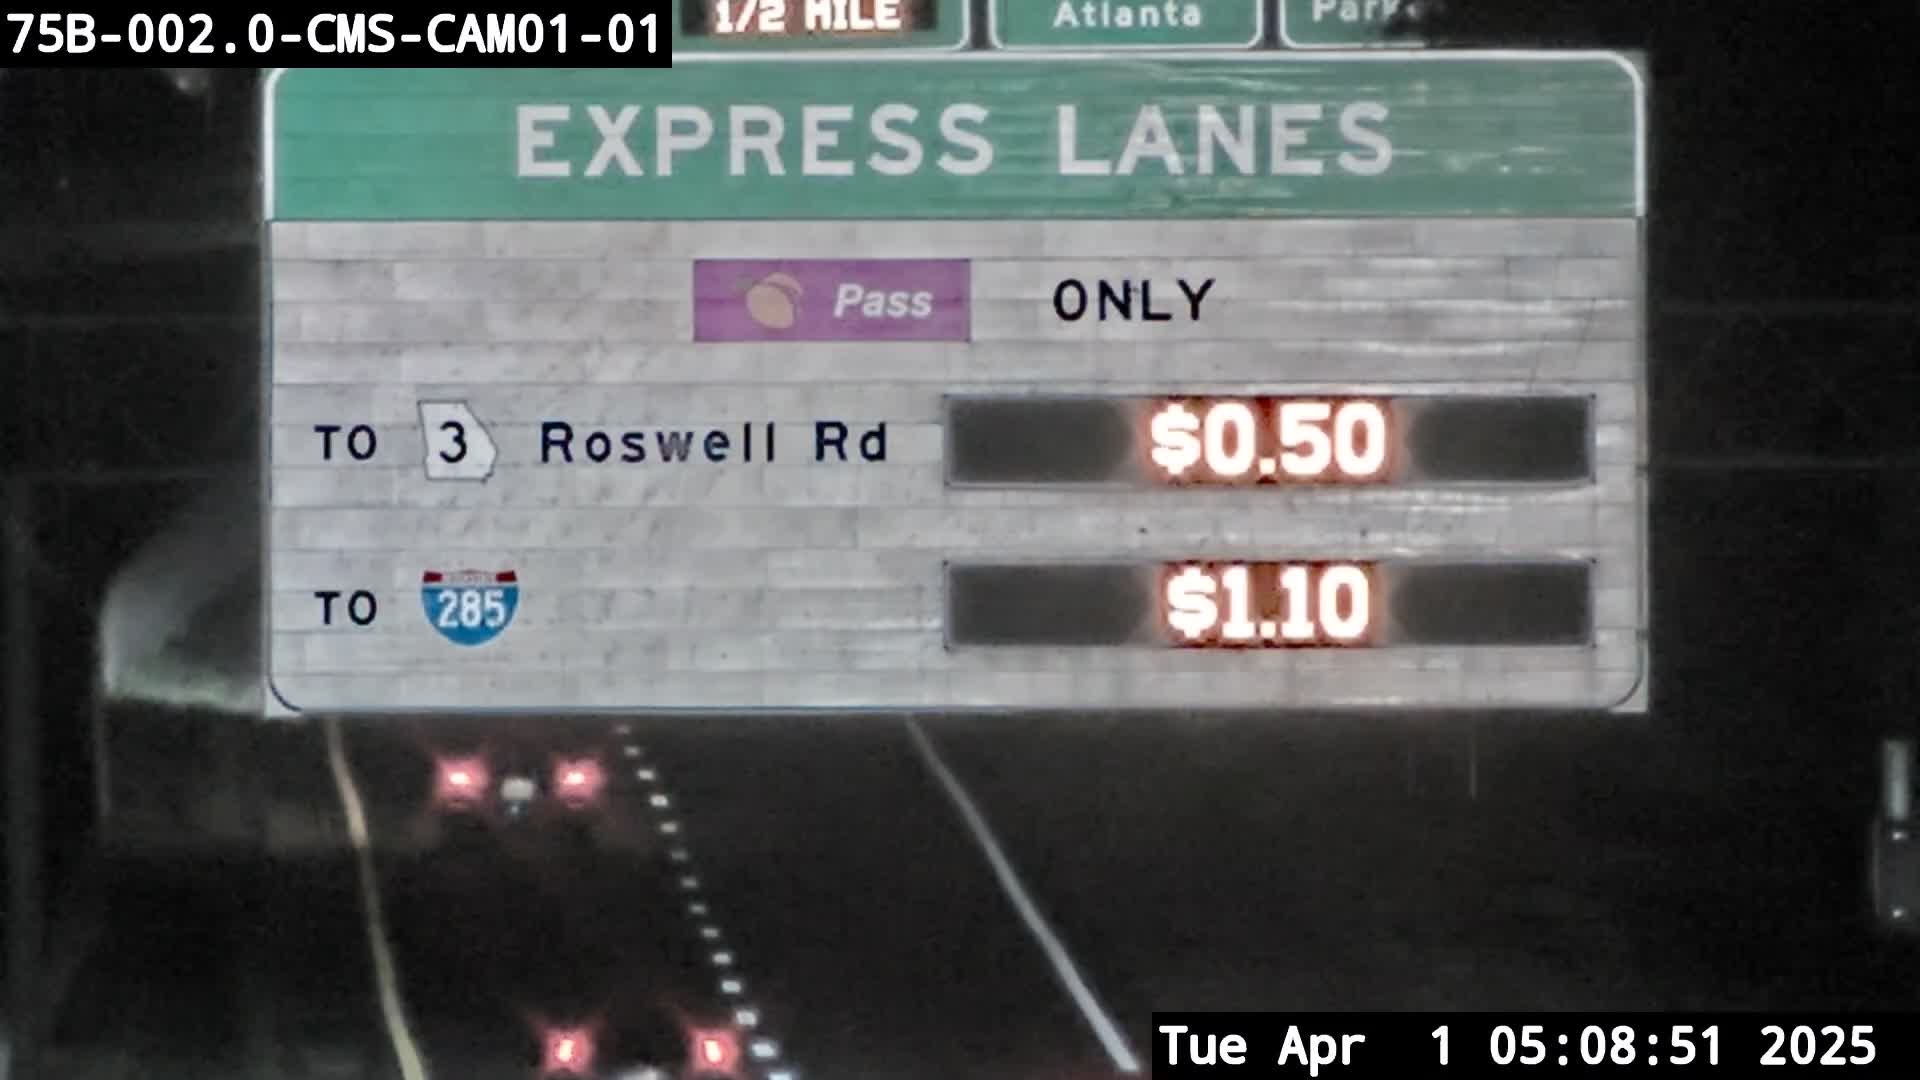 75B-002.0-CMS-CAM01-01
1/2 MILE
Atlanta
Park
EXPRESS LANES
Pass ONLY
TO 3 Roswell Rd $0.50
TO 285 $1.10
Tue Apr 1 05:08:51 2025